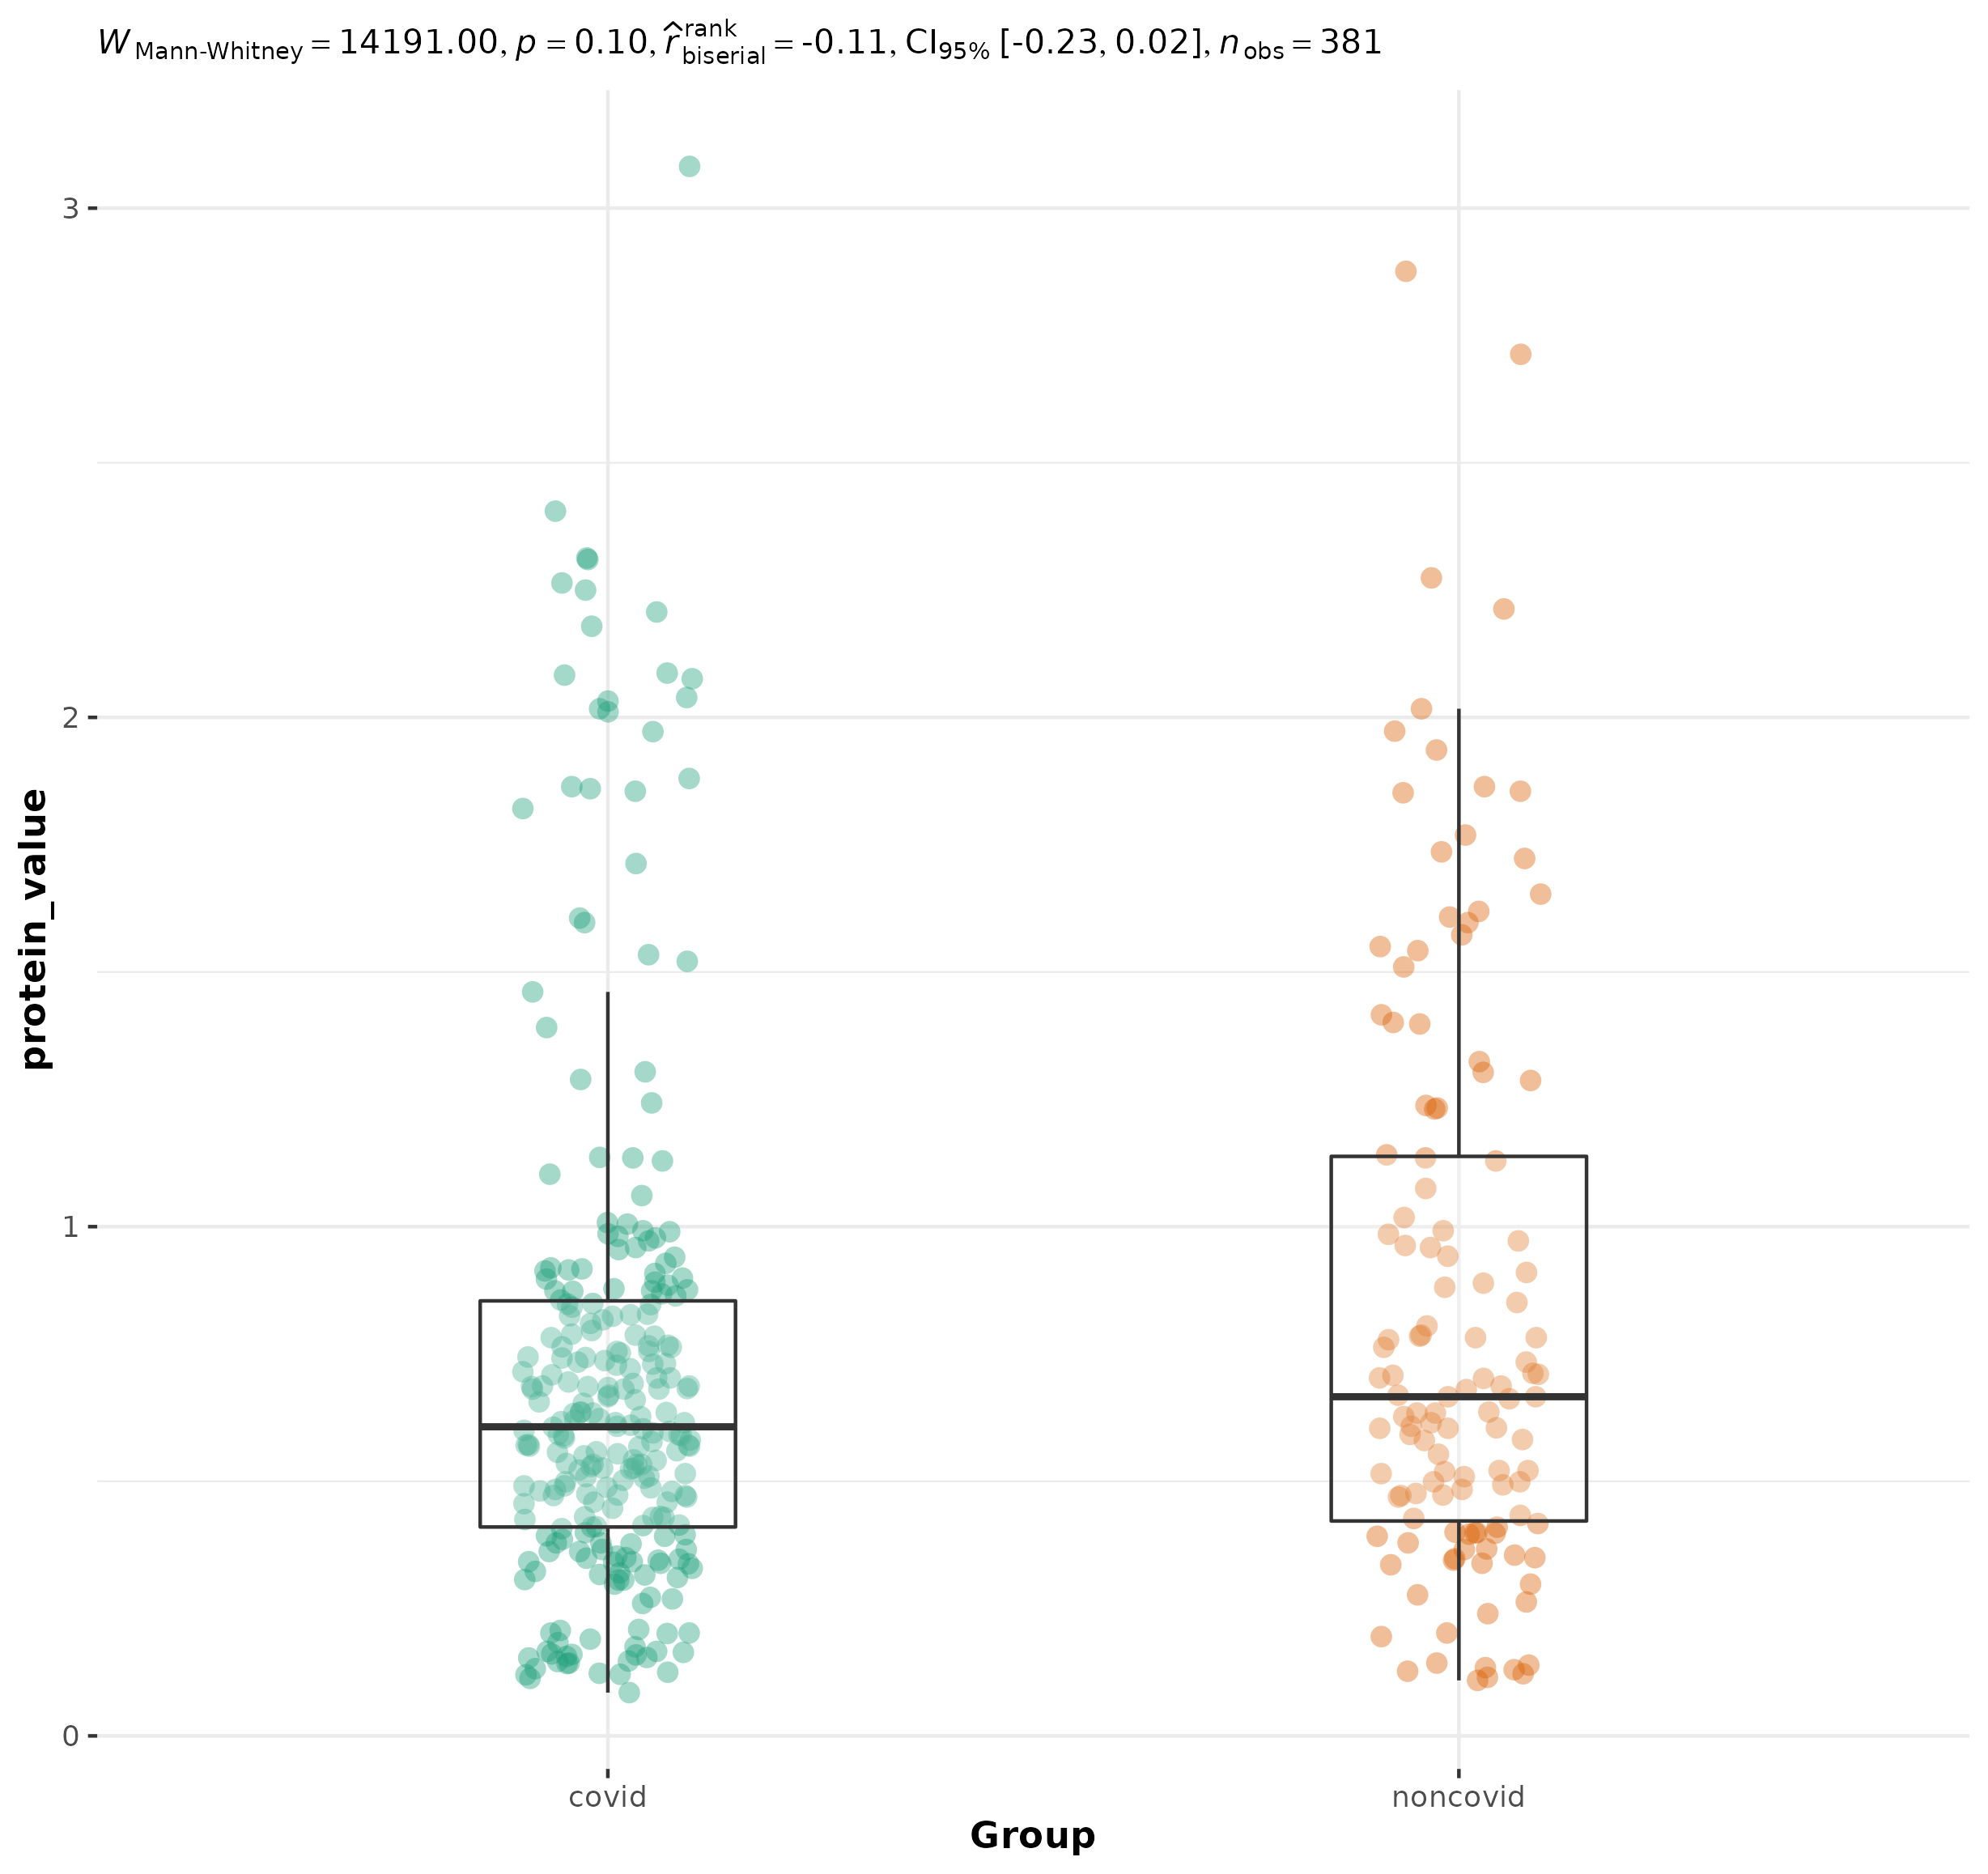 W Mann-Whitney = 14191.00, p = 0.10, r̂ rank biserial = -0.11, CI95% [-0.23, 0.02], n obs = 381
3
2
1
0
protein_value
covid noncovid
Group